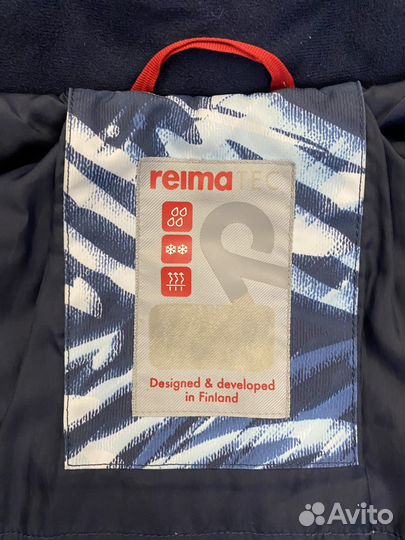 reimaTEC
Designed & developed
in Finland
Avito